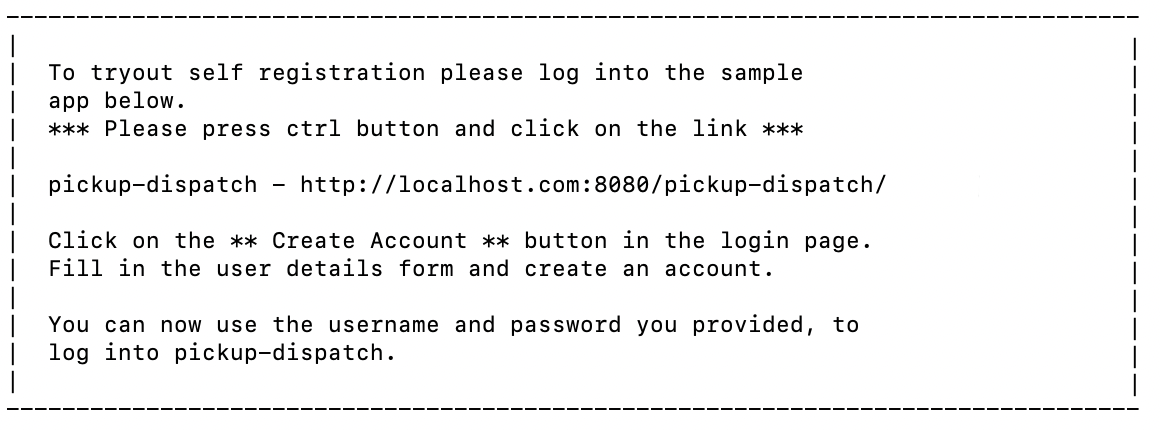 To tryout self registration please log into the sample
app below.
*** Please press ctrl button and click on the link ***
pickup-dispatch - http://localhost.com:8080/pickup-dispatch/
Click on the ** Create Account ** button in the login page.
Fill in the user details form and create an account.
You can now use the username and password you provided, to
log into pickup-dispatch.